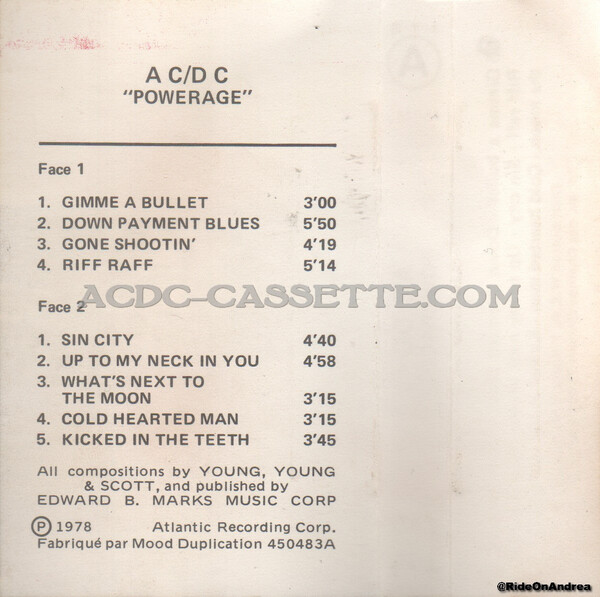 A C/D C
"POWERAGE"
Face 1
1. GIMME A BULLET 3'00
2. DOWN PAYMENT BLUES 5'50
3. GONE SHOOTIN' 4'19
4. RIFF RAFF 5'14
ACDC-CASSETTE.COM
Face 2
1. SIN CITY 4'40
2. UP TO MY NECK IN YOU 4'58
3. WHAT'S NEXT TO
THE MOON 3'15
4. COLD HEARTED MAN 3'15
5. KICKED IN THE TEETH 3'45
All compositions by YOUNG, YOUNG
& SCOTT, and published by
EDWARD B. MARKS MUSIC CORP
Ⓟ 1978 Atlantic Recording Corp.
Fabriqué par Mood Duplication 450483A
@RideOnAndrea